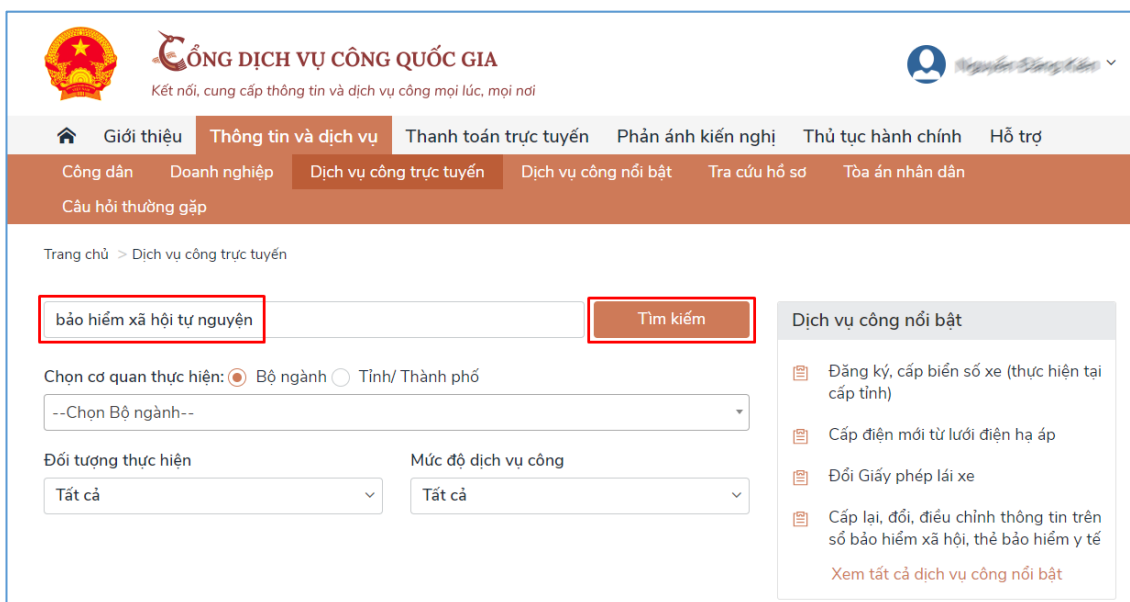 CỔNG DỊCH VỤ CÔNG QUỐC GIA
Kết nối, cung cấp thông tin và dịch vụ công mọi lúc, mọi nơi
Giới thiệu Thông tin và dịch vụ Thanh toán trực tuyến Phản ánh kiến nghị Thủ tục hành chính Hỗ trợ
Công dân Doanh nghiệp Dịch vụ công trực tuyến Dịch vụ công nổi bật Tra cứu hồ sơ Tòa án nhân dân
Câu hỏi thường gặp
Trang chủ > Dịch vụ công trực tuyến
bảo hiểm xã hội tự nguyện
Tìm kiếm
Chọn cơ quan thực hiện: Bộ ngành Tỉnh/ Thành phố
--Chọn Bộ ngành--
Đối tượng thực hiện Mức độ dịch vụ công
Tất cả Tất cả
Dịch vụ công nổi bật
Đăng ký, cấp biển số xe (thực hiện tại
cấp tỉnh)
Cấp điện mới từ lưới điện hạ áp
Đổi Giấy phép lái xe
Cấp lại, đổi, điều chỉnh thông tin trên
sổ bảo hiểm xã hội, thẻ bảo hiểm y tế
Xem tất cả dịch vụ công nổi bật